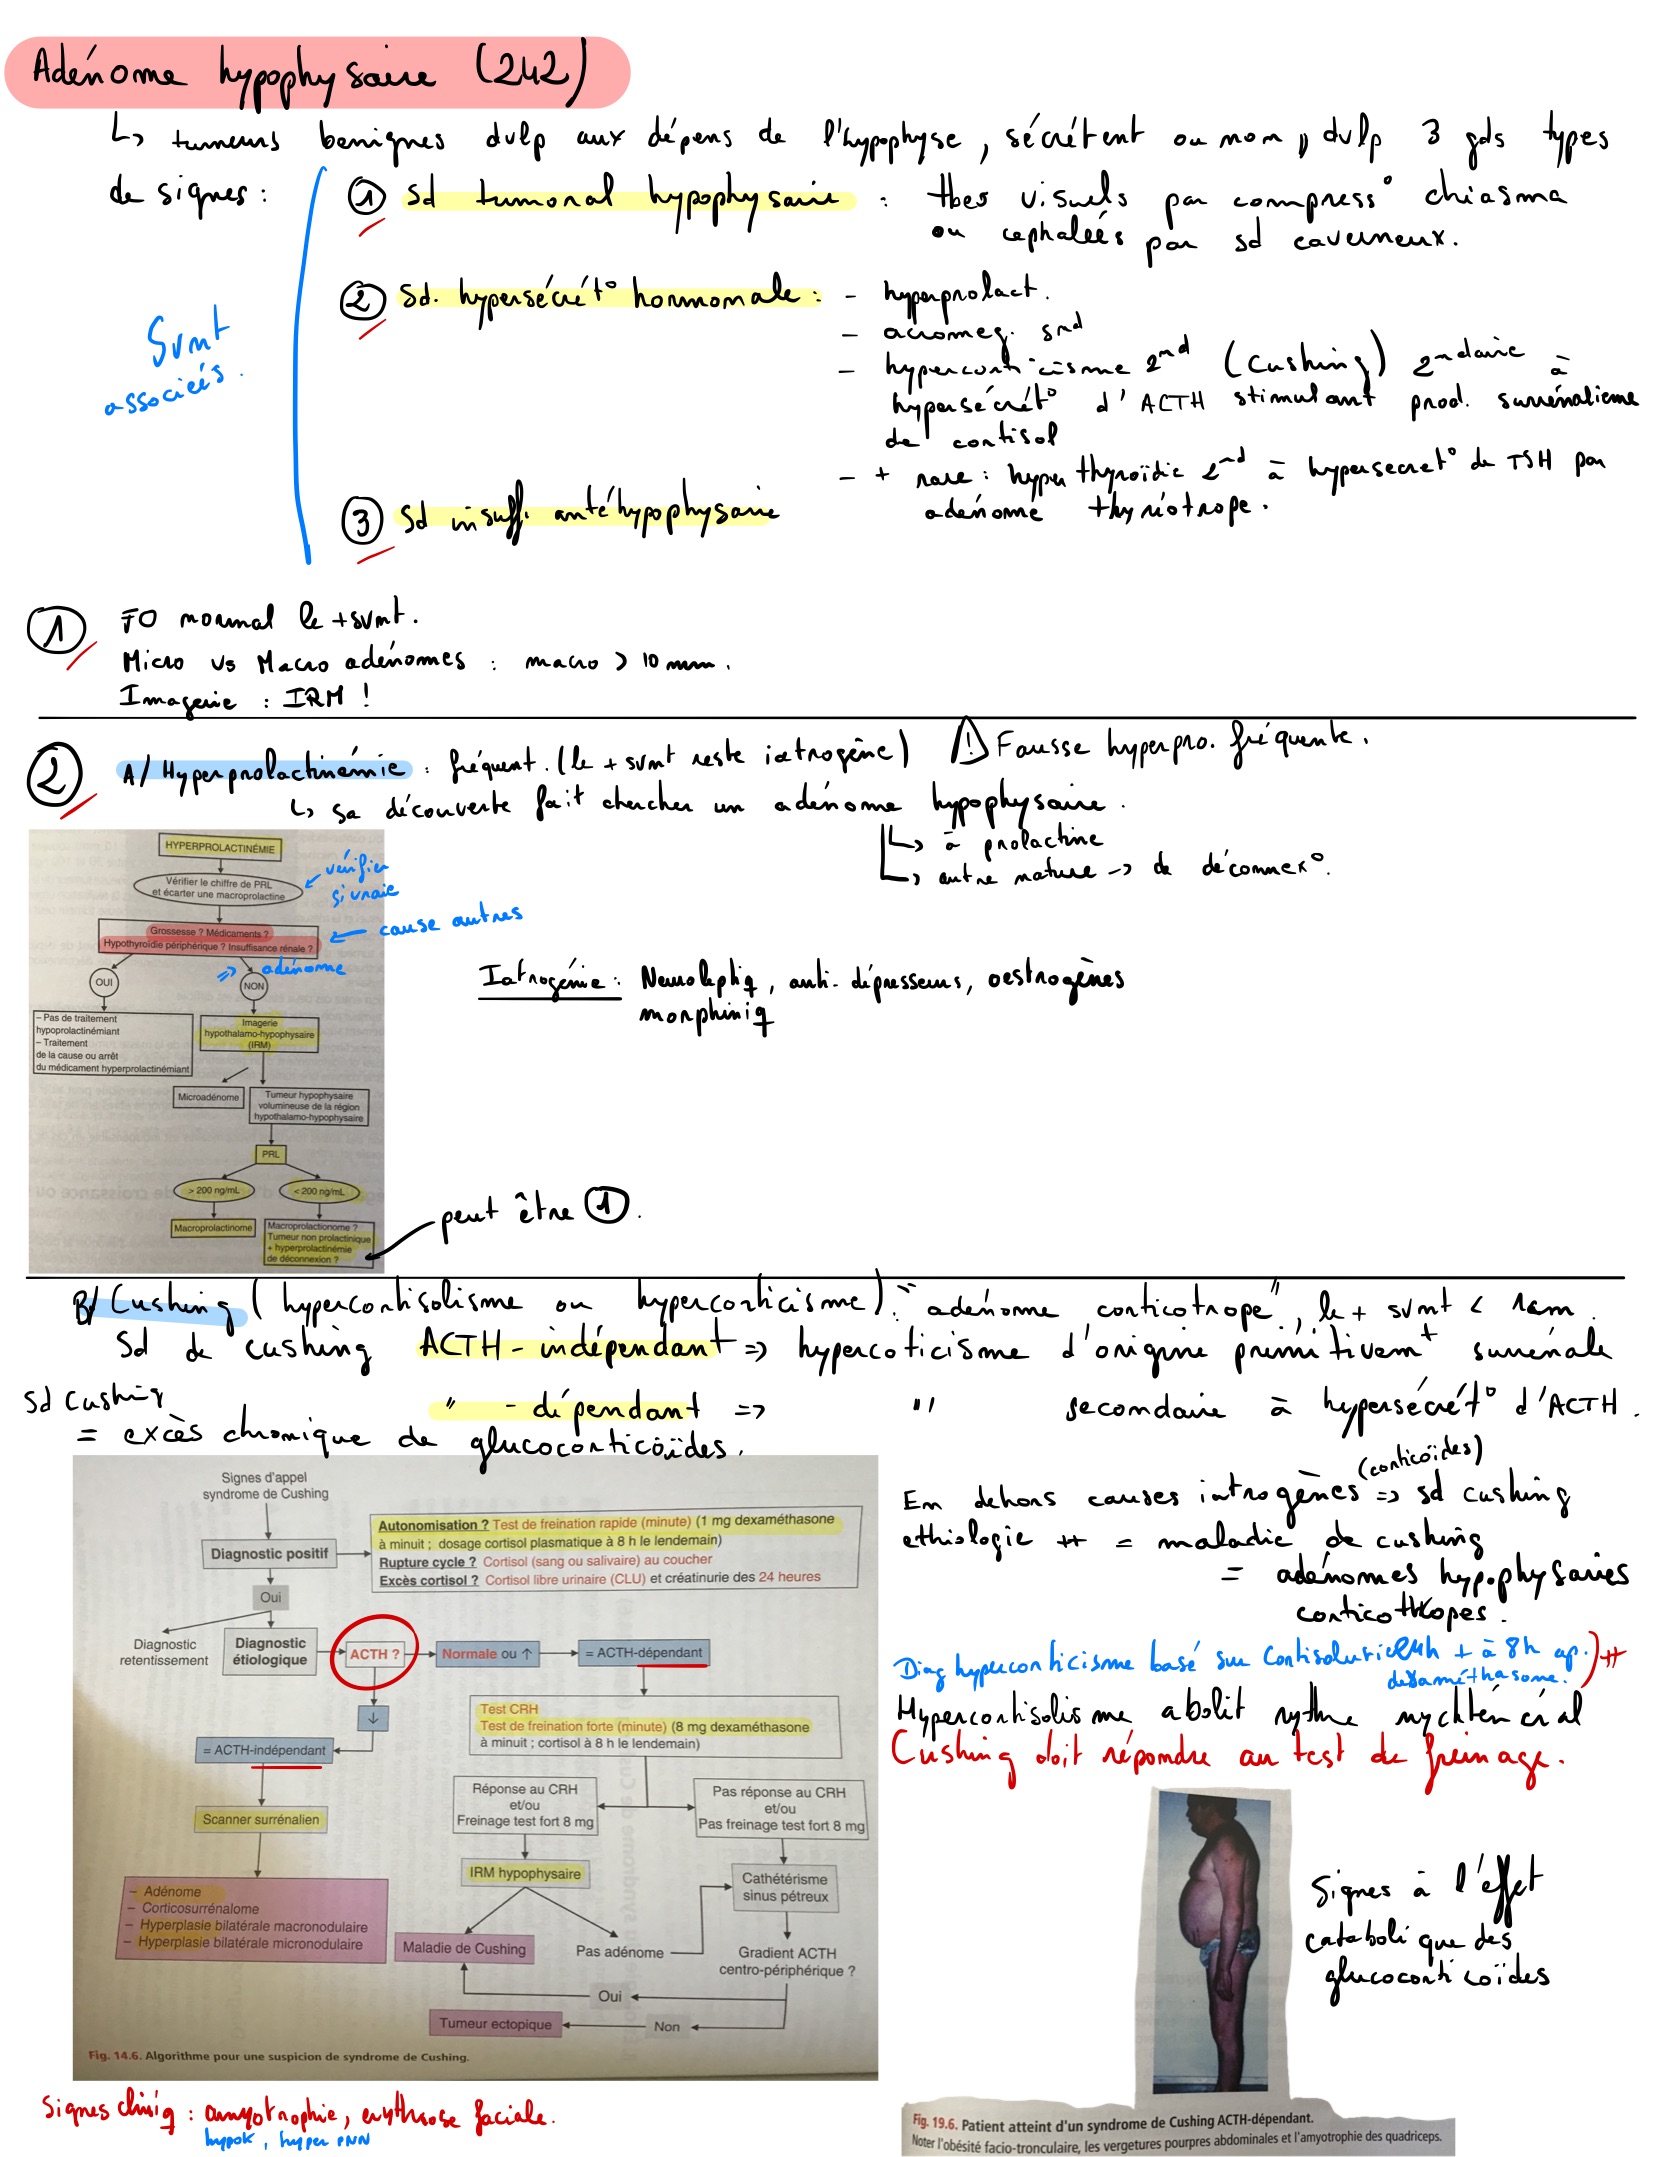 Adénome hypophysaire (242)
↳ tumeurs benignes dvlp aux dépens de l'hypophyse, sécrétent ou non, dvlp 3 gds types
de signes :
① Sd tumoral hypophysaire : tbes visuels par compress° chiasma
ou cephaleés par sd caverneux.
② Sd. hypersécrét° hormonale : - hyperprolact.
- acromeg. snd
- hypercorticisme 2nd (Cushing) 2ndaire à
hypersécrét° d'ACTH stimulant prod. surrénalienne
de cortisol
- + rare : hyperthyroïdie 2nd à hypersecret° de TSH par
adénome thyréotrope.
③ Sd insuffi. antéhypophysaire
Svmt
associés.
① FO normal le +svmt.
Micro vs Macro adénomes : macro > 10 mm.
Imagerie : IRM !
② A/ Hyperprolactinémie : fréquent. (le + svmt reste iatrogène) ⚠ Fausse hyperpro. fréquente.
↳ sa découverte fait chercher un adénome hypophysaire.
↳ à prolactine
↳ autre nature -> de déconnex°.
HYPERPROLACTINÉMIE
Vérifier le chiffre de PRL
et écarter une macroprolactine
vérifier
si vraie
Grossesse ? Médicaments ?
Hypothyroïdie périphérique ? Insuffisance rénale ?
← cause autres
OUI
NON
=> adénome
– Pas de traitement
hypoprolactinémiant
– Traitement
de la cause ou arrêt
du médicament hyperprolactinémiant
Imagerie
hypothalamo-hypophysaire
(IRM)
Microadénome
Tumeur hypophysaire
volumineuse de la région
hypothalamo-hypophysaire
PRL
> 200 ng/mL
< 200 ng/mL
Macroprolactinome
Macroprolactionome ?
Tumeur non prolactinique
+ hyperprolactinémie
de déconnexion ?
Iatrogénie : Neuroleptiq, anti-dépresseurs, oestrogènes
morphiniq
peut être ①.
B/ Cushing (hypercortisolisme ou hypercorticisme) : "adénome corticotrope", le + svmt < 1cm.
Sd de cushing ACTH-indépendant => hypercoticisme d'origine primitivemt surrénale
" - dépendant => " secondaire à hypersécrét° d'ACTH.
Sd Cushing
= excès chronique de glucocorticoïdes.
Signes d'appel
syndrome de Cushing
Diagnostic positif
Autonomisation ? Test de freination rapide (minute) (1 mg dexaméthasone
à minuit ; dosage cortisol plasmatique à 8 h le lendemain)
Rupture cycle ? Cortisol (sang ou salivaire) au coucher
Excès cortisol ? Cortisol libre urinaire (CLU) et créatinurie des 24 heures
Oui
Diagnostic
retentissement
Diagnostic
étiologique
ACTH ?
Normale ou ↑
= ACTH-dépendant
↓
= ACTH-indépendant
Test CRH
Test de freination forte (minute) (8 mg dexaméthasone
à minuit ; cortisol à 8 h le lendemain)
Réponse au CRH
et/ou
Freinage test fort 8 mg
Pas réponse au CRH
et/ou
Pas freinage test fort 8 mg
Scanner surrénalien
IRM hypophysaire
Cathétérisme
sinus pétreux
– Adénome
– Corticosurrénalome
– Hyperplasie bilatérale macronodulaire
– Hyperplasie bilatérale micronodulaire
Maladie de Cushing
Pas adénome
Gradient ACTH
centro-périphérique ?
Oui
Tumeur ectopique
Non
Fig. 14.6. Algorithme pour une suspicion de syndrome de Cushing.
En dehors causes iatrogènes (corticoïdes) => sd cushing
ethiologie ++ = maladie de cushing
= adénomes hypophysaires
corticotropes.
Diag hypercorticisme basé sur Cortisolurie 24h + à 8h ap. dexaméthasone. ) ++
Hypercortisolisme abolit rythme nychtéméral
Cushing doit répondre au test de freinage.
Signes à l'effet
catabolique des
glucocorticoïdes
Fig. 19.6. Patient atteint d'un syndrome de Cushing ACTH-dépendant.
Noter l'obésité facio-tronculaire, les vergetures pourpres abdominales et l'amyotrophie des quadriceps.
Signes cliniq : amyotrophie, erythrose faciale.
hypoK, hyper PNN